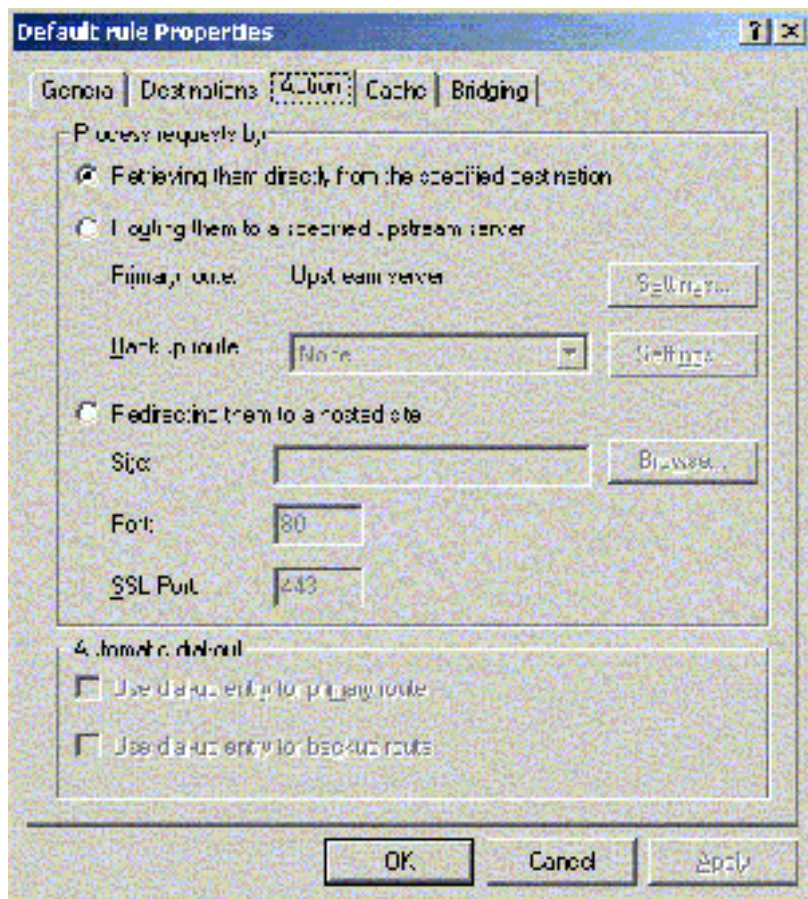 Default rule Properties
General Destinations Action Cache Bridging
Process requests by:
Retrieving them directly from the specified destination
Routing them to a specified upstream server
Primary route: Upstream server Settings...
Backup route: None Settings...
Redirecting them to a hosted site
Site: Browse...
Port: 80
SSL Port: 443
Automatic dial-out
Use dial-up entry for primary route
Use dial-up entry for backup route
OK Cancel Apply